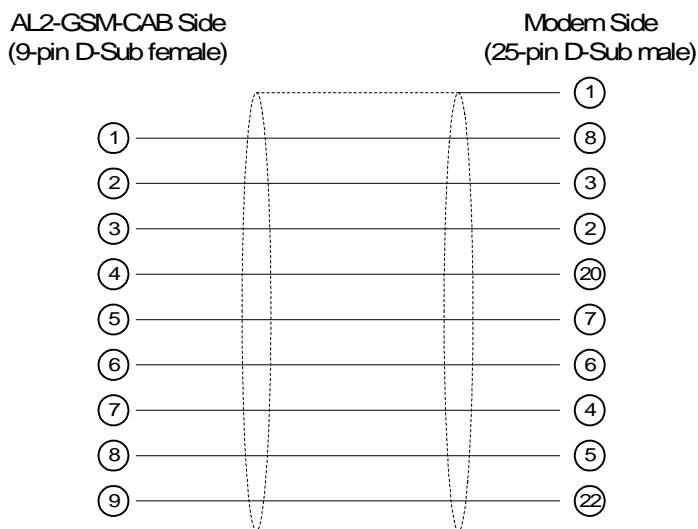 AL2-GSM-CAB Side
(9-pin D-Sub female)
Modem Side
(25-pin D-Sub male)
1
1 8
2 3
3 2
4 20
5 7
6 6
7 4
8 5
9 22